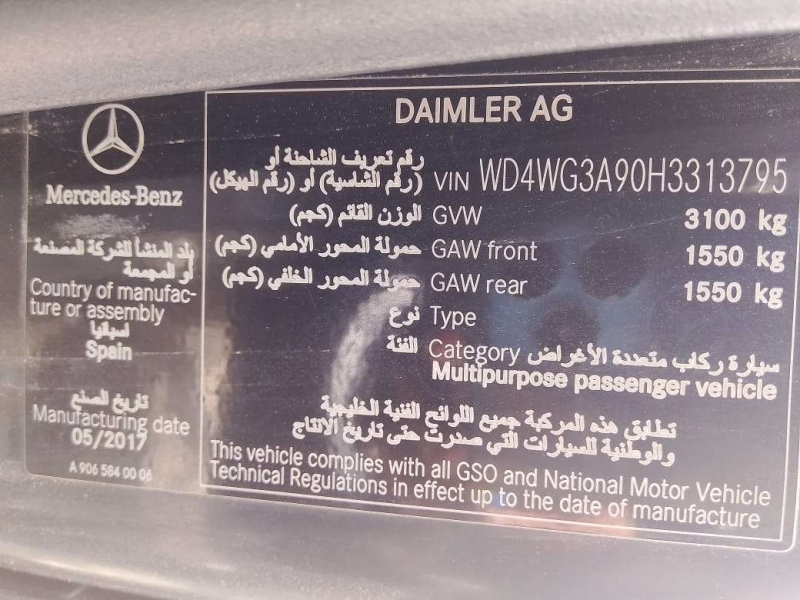 Mercedes-Benz
بلد المنشأ للشركة المصنعة
أو المجمعة
Country of manufac-
ture or assembly
اسبانيا
Spain
تاريخ الصنع
Manufacturing date
05/2017
A 906 584 00 06
DAIMLER AG
رقم تعريف الشاحنة أو
(رقم الشاسية) أو (رقم الهيكل) VIN WD4WG3A90H3313795
الوزن القائم (كجم) GVW 3100 kg
حمولة المحور الأمامي (كجم) GAW front 1550 kg
حمولة المحور الخلفي (كجم) GAW rear 1550 kg
نوع Type
الفئة Category سيارة ركاب متعددة الأغراض
Multipurpose passenger vehicle
تطابق هذه المركبة جميع اللوائح الفنية الخليجية
والوطنية للسيارات التي صدرت حتى تاريخ الانتاج
This vehicle complies with all GSO and National Motor Vehicle
Technical Regulations in effect up to the date of manufacture